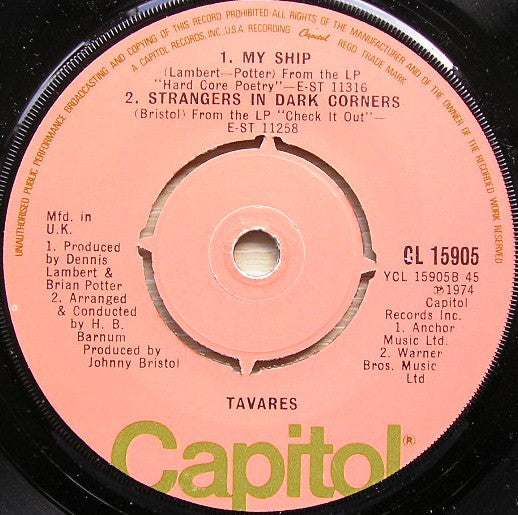 UNAUTHORISED PUBLIC PERFORMANCE BROADCASTING AND COPYING OF THIS RECORD PROHIBITED·ALL RIGHTS OF THE MANUFACTURER AND OF THE OWNER OF THE RECORDED WORK RESERVED
A CAPITOL RECORDS, INC., U.S.A. RECORDING Capitol REGD. TRADE MARK
1. MY SHIP
(Lambert—Potter) From the LP
"Hard Core Poetry"—E-ST 11316
2. STRANGERS IN DARK CORNERS
(Bristol) From the LP "Check It Out"—
E-ST 11258
Mfd. in
U.K.
1. Produced
by Dennis
Lambert &
Brian Potter
2. Arranged
& Conducted
by H. B.
Barnum
Produced by
Johnny Bristol
CL 15905
YCL 15905B 45
℗1974
Capitol
Records Inc.
1. Anchor
Music Ltd.
2. Warner
Bros. Music
Ltd
TAVARES
Capitol®